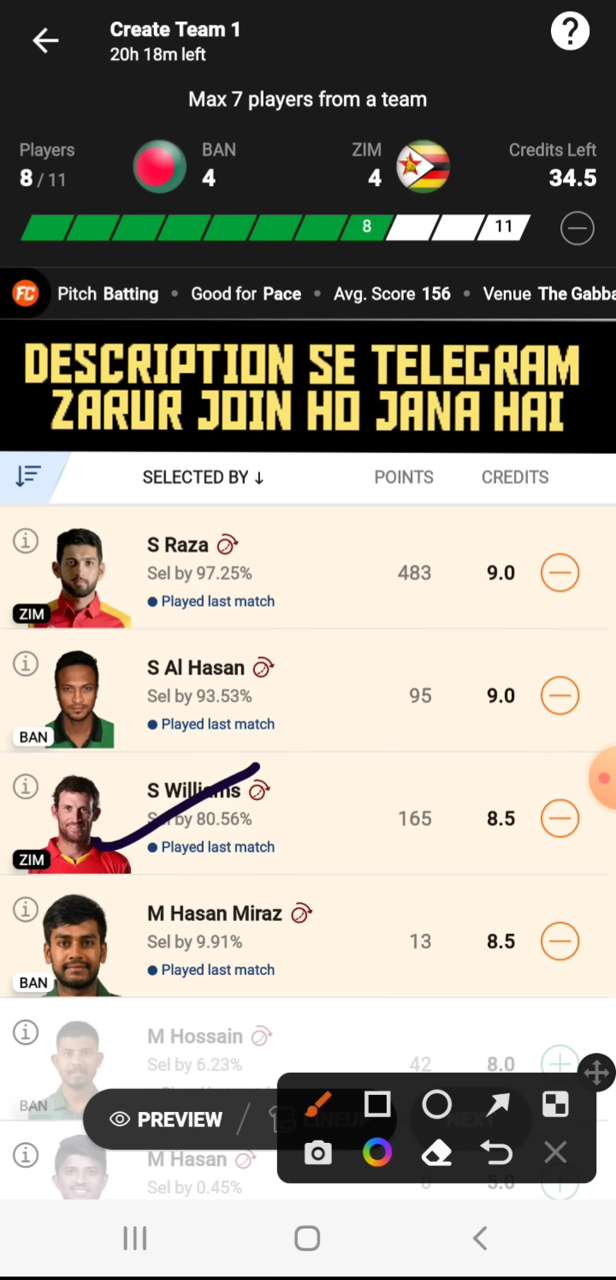 Create Team 1
20h 18m left
?
Max 7 players from a team
Players BAN ZIM Credits Left
8 / 11 4 4 34.5
8 11
FC Pitch Batting • Good for Pace • Avg. Score 156 • Venue The Gabba
DESCRIPTION SE TELEGRAM
ZARUR JOIN HO JANA HAI
SELECTED BY ↓ POINTS CREDITS
S Raza
Sel by 97.25% 483 9.0
Played last match
ZIM
S Al Hasan
Sel by 93.53% 95 9.0
Played last match
BAN
S Williams
Sel by 80.56% 165 8.5
Played last match
ZIM
M Hasan Miraz
Sel by 9.91% 13 8.5
Played last match
BAN
M Hossain
Sel by 6.23% 42 8.0
BAN
PREVIEW /
M Hasan
Sel by 0.45%